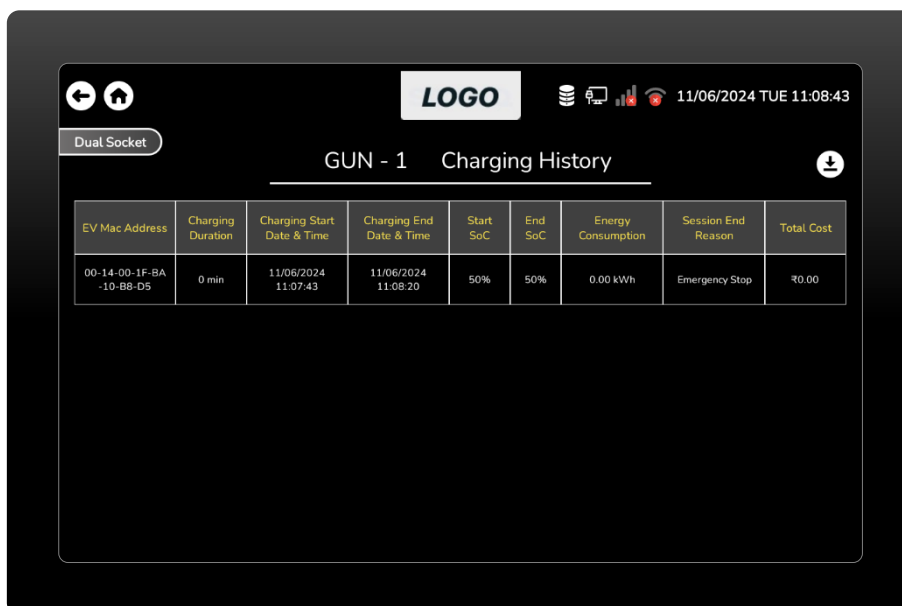 LOGO
11/06/2024 TUE 11:08:43
Dual Socket
GUN - 1 Charging History
EV Mac Address
Charging
Duration
Charging Start
Date & Time
Charging End
Date & Time
Start
SoC
End
SoC
Energy
Consumption
Session End
Reason
Total Cost
00-14-00-1F-BA
-10-B8-D5
0 min
11/06/2024
11:07:43
11/06/2024
11:08:20
50%
50%
0.00 kWh
Emergency Stop
₹0.00